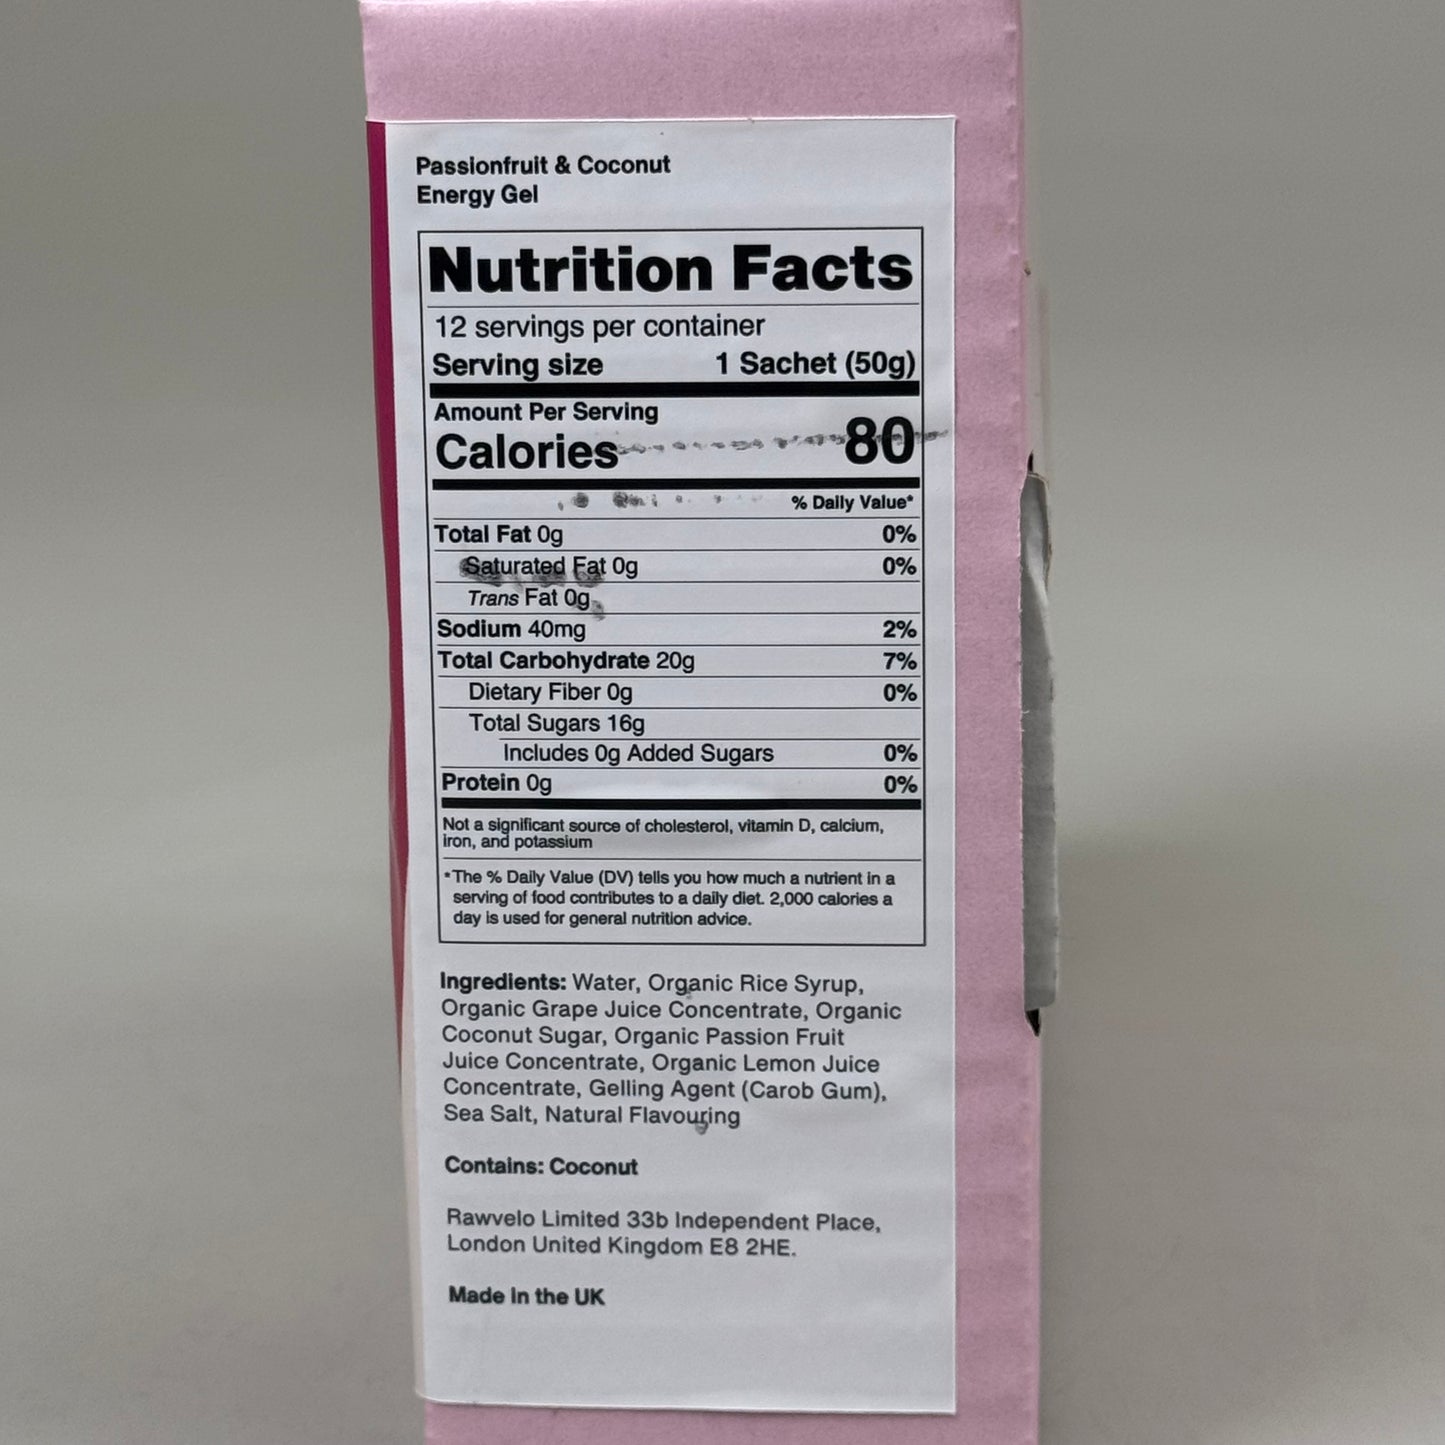 Passionfruit & Coconut
Energy Gel
Nutrition Facts
12 servings per container
Serving size 1 Sachet (50g)
Amount Per Serving
Calories 80
% Daily Value*
Total Fat 0g 0%
Saturated Fat 0g 0%
Trans Fat 0g
Sodium 40mg 2%
Total Carbohydrate 20g 7%
Dietary Fiber 0g 0%
Total Sugars 16g
Includes 0g Added Sugars 0%
Protein 0g 0%
Not a significant source of cholesterol, vitamin D, calcium,
iron, and potassium
*The % Daily Value (DV) tells you how much a nutrient in a
serving of food contributes to a daily diet. 2,000 calories a
day is used for general nutrition advice.
Ingredients: Water, Organic Rice Syrup,
Organic Grape Juice Concentrate, Organic
Coconut Sugar, Organic Passion Fruit
Juice Concentrate, Organic Lemon Juice
Concentrate, Gelling Agent (Carob Gum),
Sea Salt, Natural Flavouring
Contains: Coconut
Rawvelo Limited 33b Independent Place,
London United Kingdom E8 2HE.
Made in the UK